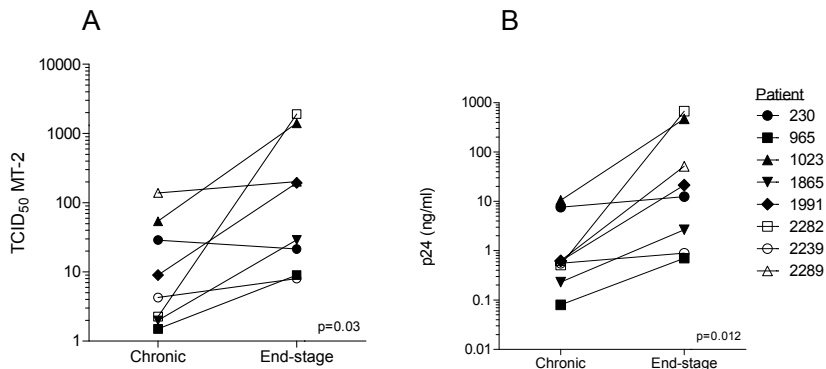 A
TCID50 MT-2
10000
1000
100
10
1
Chronic
End-stage
p=0.03
B
p24 (ng/ml)
1000
100
10
1
0.1
0.01
Chronic
End-stage
p=0.012
Patient
230
965
1023
1865
1991
2282
2239
2289